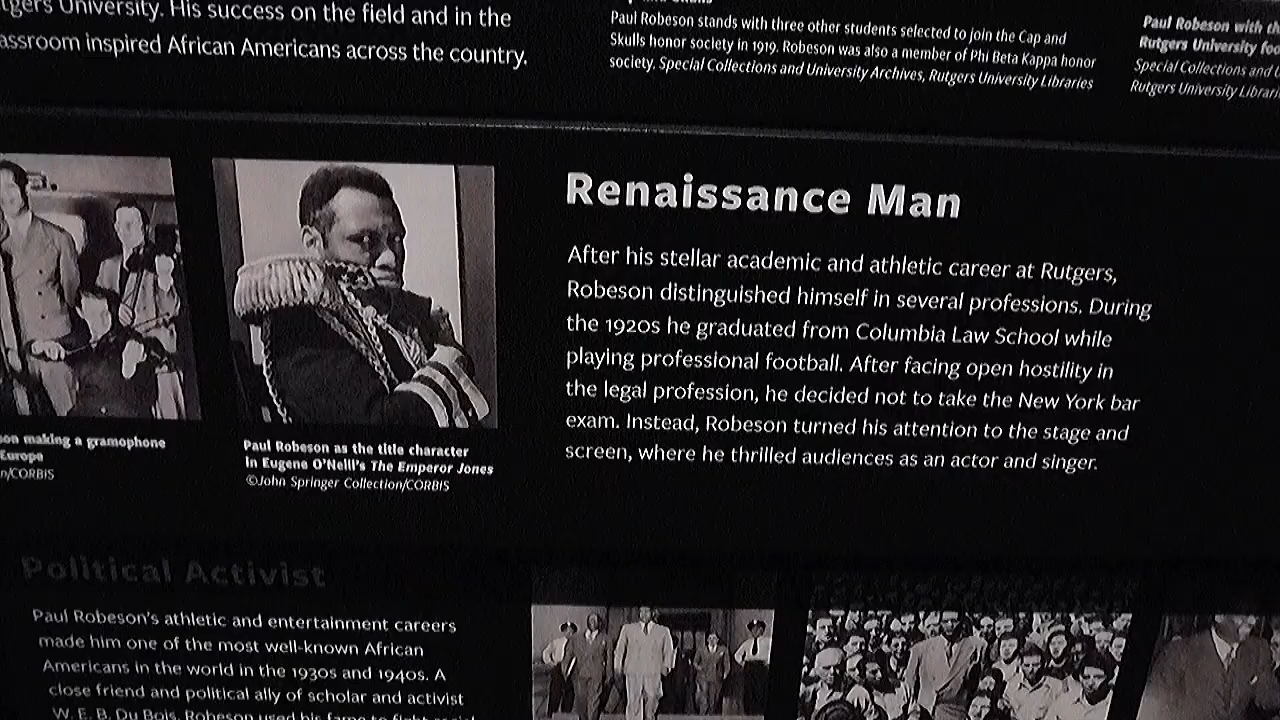 tgers University. His success on the field and in the
assroom inspired African Americans across the country.
Paul Robeson stands with three other students selected to join the Cap and
Skulls honor society in 1919. Robeson was also a member of Phi Beta Kappa honor
society. Special Collections and University Archives, Rutgers University Libraries
Paul Robeson with th
Rutgers University foo
Special Collections and U
Rutgers University Librari
Renaissance Man
After his stellar academic and athletic career at Rutgers,
Robeson distinguished himself in several professions. During
the 1920s he graduated from Columbia Law School while
playing professional football. After facing open hostility in
the legal profession, he decided not to take the New York bar
exam. Instead, Robeson turned his attention to the stage and
screen, where he thrilled audiences as an actor and singer.
son making a gramophone
Europe
n/CORBIS
Paul Robeson as the title character
in Eugene O'Neill's The Emperor Jones
©John Springer Collection/CORBIS
Political Activist
Paul Robeson's athletic and entertainment careers
made him one of the most well-known African
Americans in the world in the 1930s and 1940s. A
close friend and political ally of scholar and activist
W. E. B. Du Bois, Robeson used his fame to fight